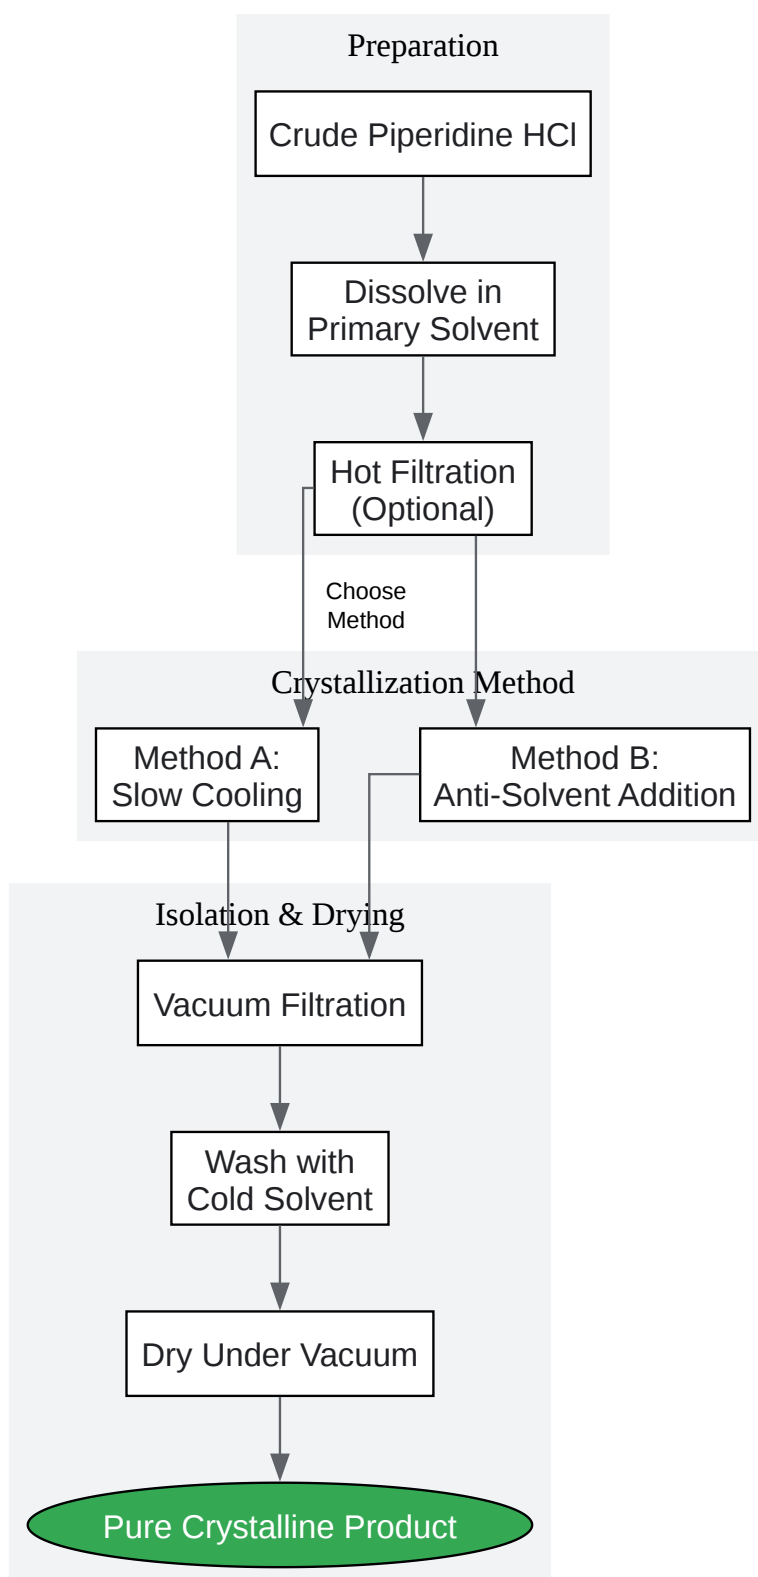 Preparation
Crude Piperidine HCl
Dissolve in
Primary Solvent
Hot Filtration
(Optional)
Choose
Method
Crystallization Method
Method A:
Slow Cooling
Method B:
Anti-Solvent Addition
Isolation & Drying
Vacuum Filtration
Wash with
Cold Solvent
Dry Under Vacuum
Pure Crystalline Product